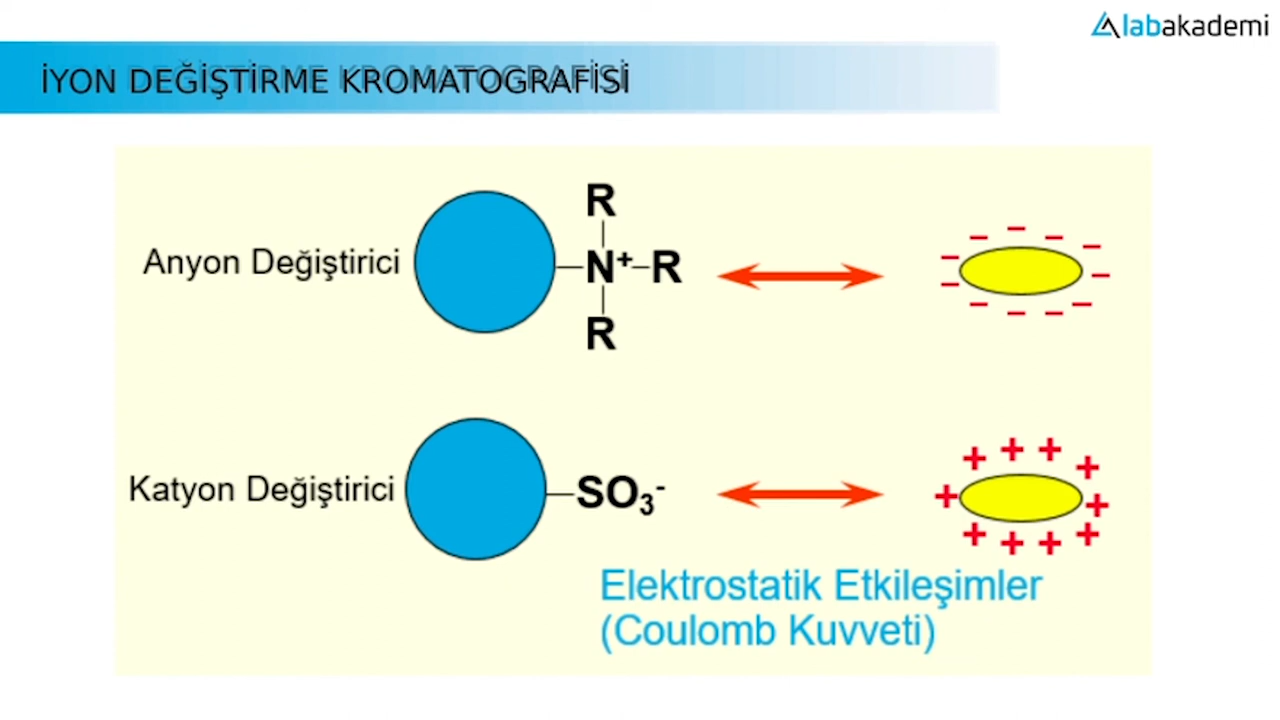 labakademi
İYON DEĞİŞTİRME KROMATOGRAFİSİ
R
Anyon Değiştirici
N⁺–R
R
Katyon Değiştirici
–SO₃⁻
Elektrostatik Etkileşimler
(Coulomb Kuvveti)